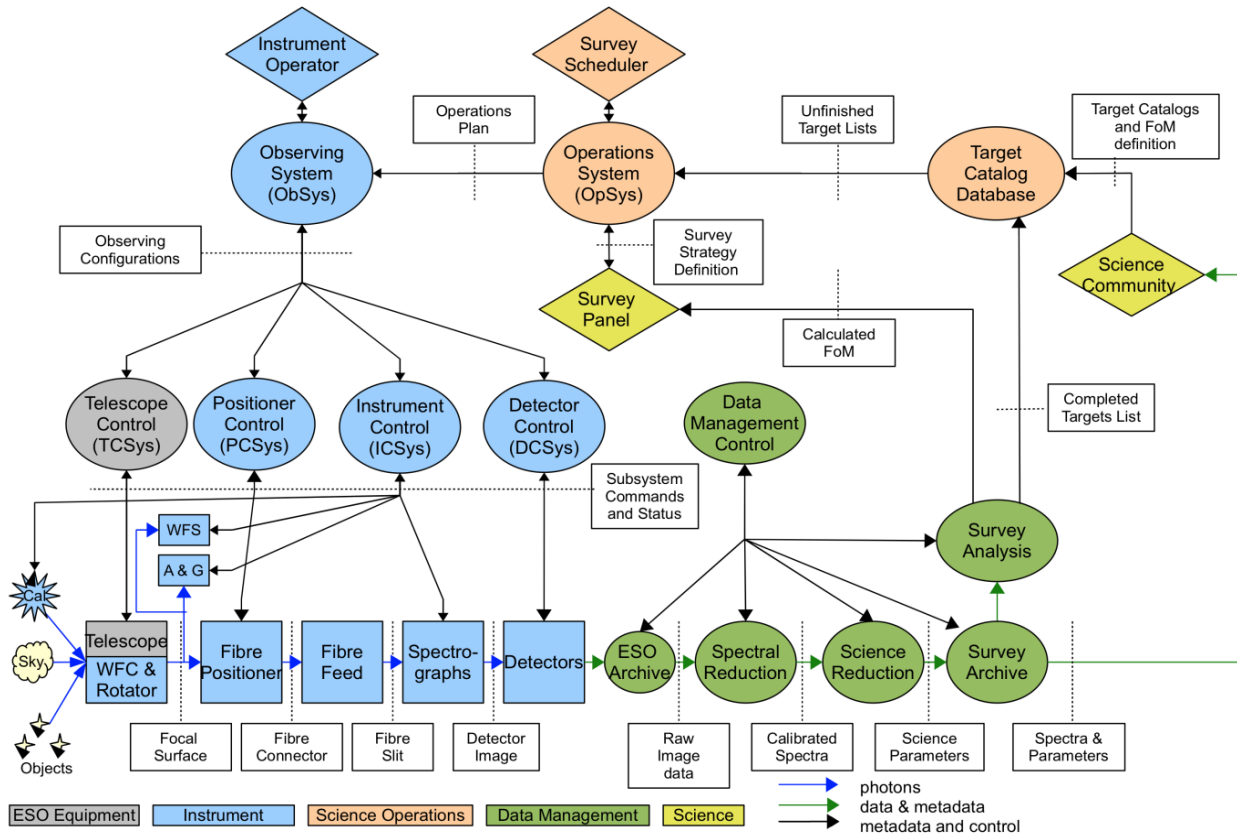 Instrument
Operator
Survey
Scheduler
Operations
Plan
Unfinished
Target Lists
Target Catalogs
and FoM
definition
Observing
System
(ObSys)
Operations
System
(OpSys)
Target
Catalog
Database
Observing
Configurations
Survey
Strategy
Definition
Survey
Panel
Science
Community
Calculated
FoM
Telescope
Control
(TCSys)
Positioner
Control
(PCSys)
Instrument
Control
(ICSys)
Detector
Control
(DCSys)
Data
Management
Control
Completed
Targets List
Subsystem
Commands
and Status
WFS
A & G
Survey
Analysis
Cal
Sky
Objects
Telescope
WFC &
Rotator
Fibre
Positioner
Fibre
Feed
Spectro-
graphs
Detectors
ESO
Archive
Spectral
Reduction
Science
Reduction
Survey
Archive
Focal
Surface
Fibre
Connector
Fibre
Slit
Detector
Image
Raw
Image
data
Calibrated
Spectra
Science
Parameters
Spectra &
Parameters
photons
data & metadata
metadata and control
ESO Equipment
Instrument
Science Operations
Data Management
Science